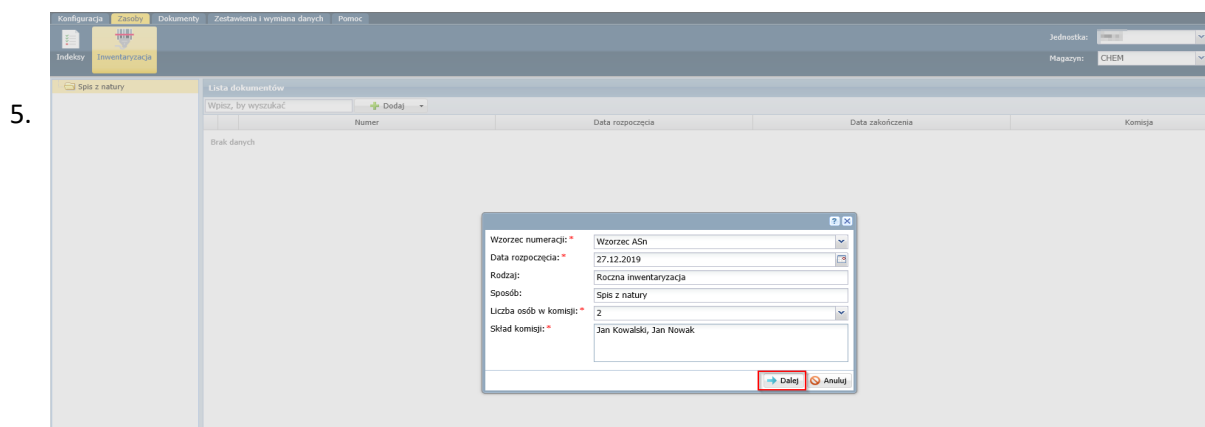 Konfiguracja Zasoby Dokumenty Zestawienia i wymiana danych Pomoc
Jednostka:
Indeksy Inwentaryzacja
Magazyn: CHEM
Spis z natury
Lista dokumentów
5.
Wpisz, by wyszukać Dodaj
Numer Data rozpoczęcia Data zakończenia Komisja
Brak danych
Wzorzec numeracji: * Wzorzec ASn
Data rozpoczęcia: * 27.12.2019
Rodzaj: Roczna inwentaryzacja
Sposób: Spis z natury
Liczba osób w komisji: * 2
Skład komisji: * Jan Kowalski, Jan Nowak
Dalej Anuluj